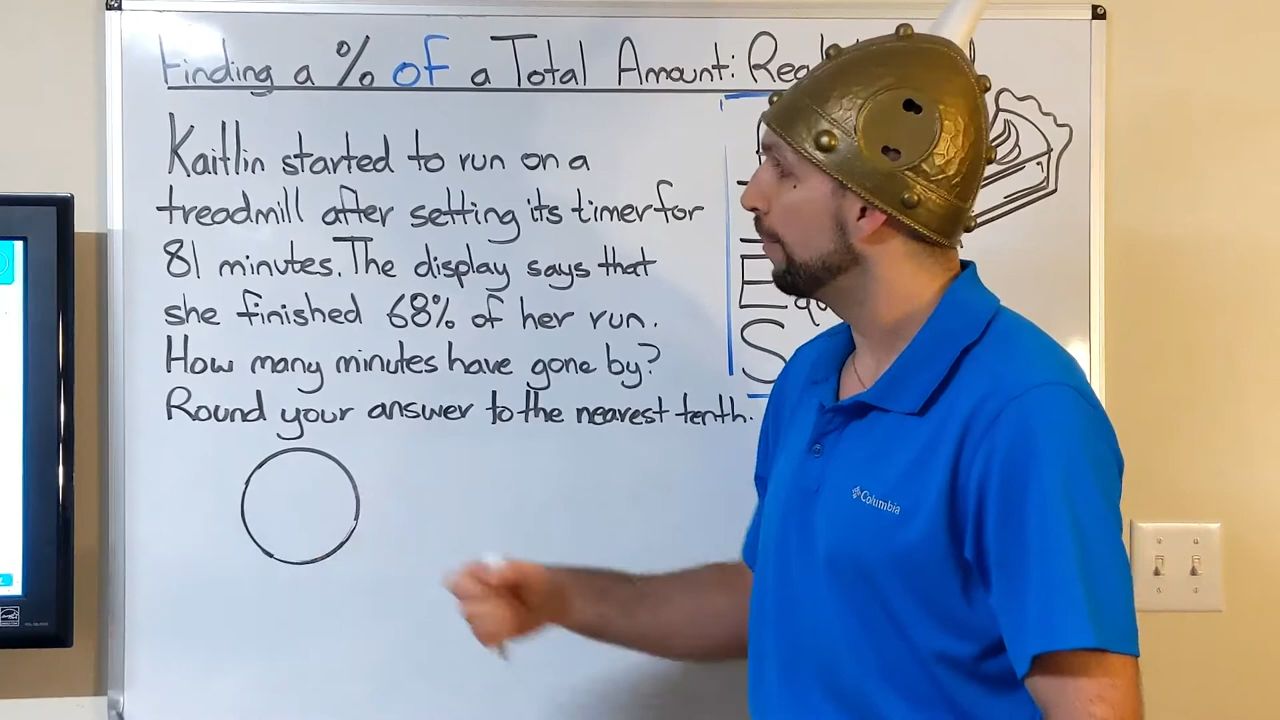 Finding a % of a Total Amount:
Kaitlin started to run on a
treadmill after setting its timer for
81 minutes. The display says that
she finished 68% of her run.
How many minutes have gone by?
Round your answer to the nearest tenth.
E
S
Columbia